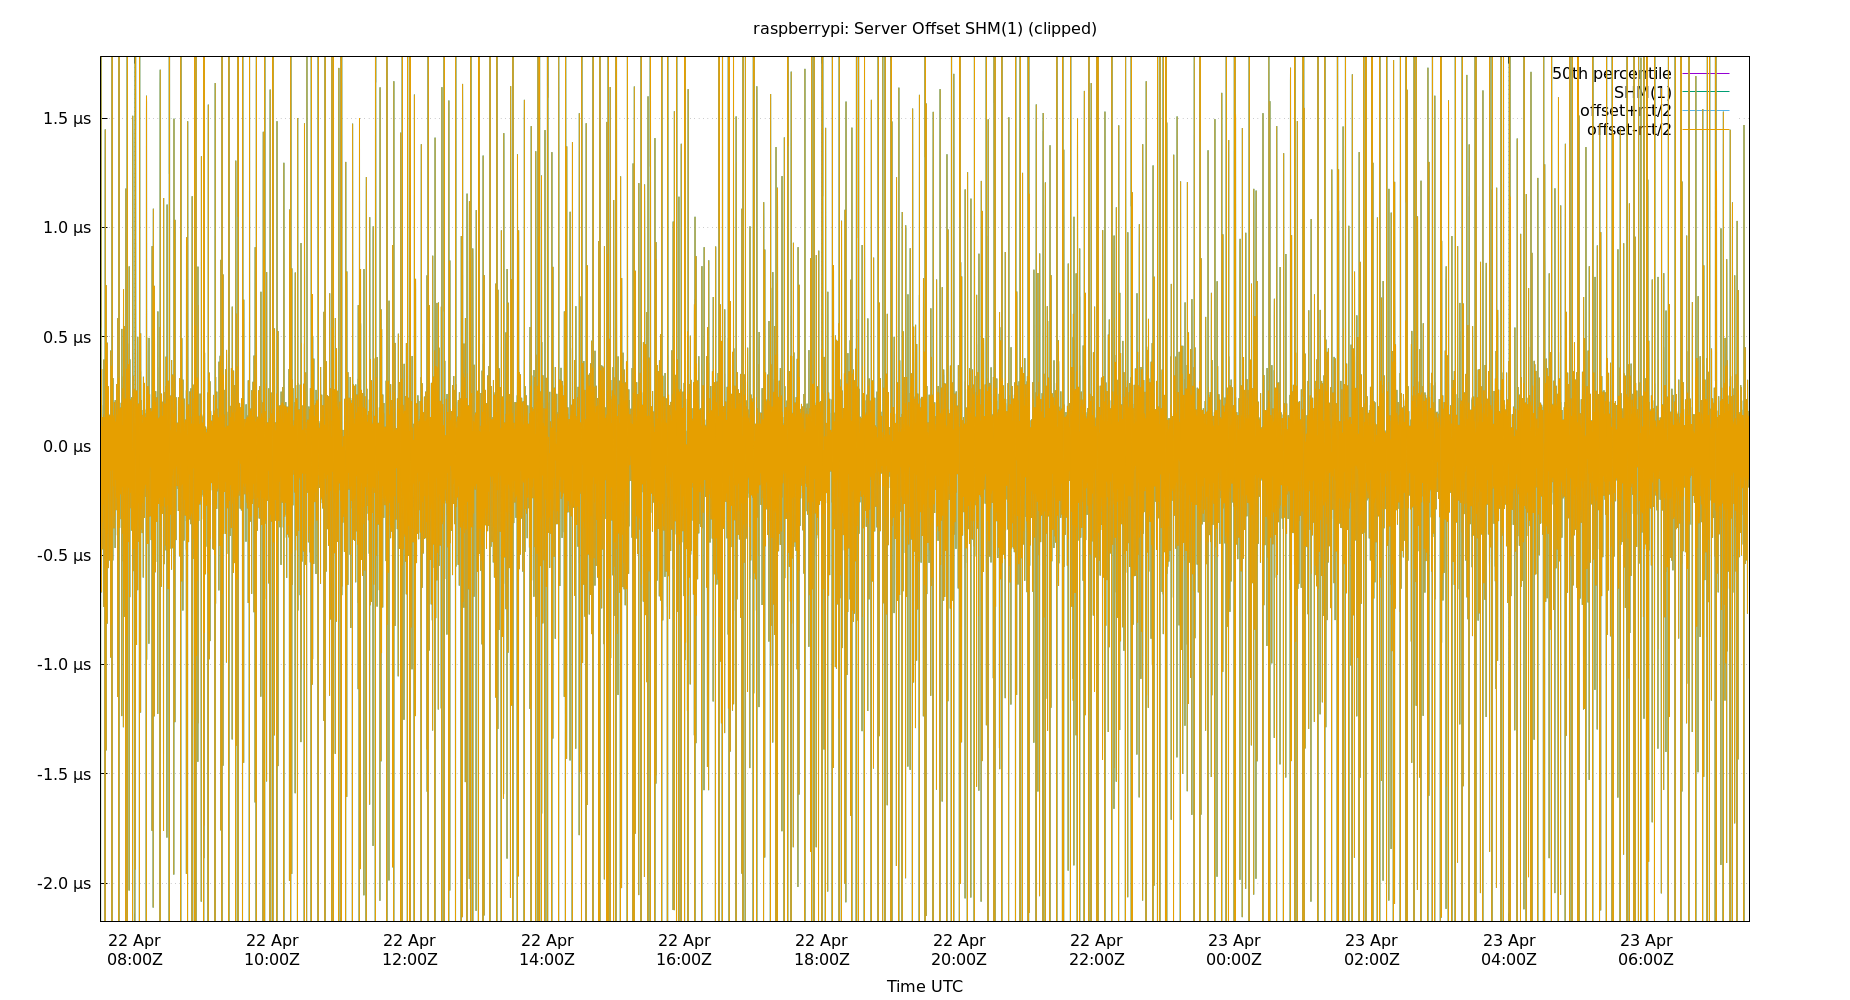 raspberrypi: Server Offset SHM(1) (clipped)
50th percentile
SHM(1)
offset+rtt/2
offset-rtt/2
1.5 µs
1.0 µs
0.5 µs
0.0 µs
-0.5 µs
-1.0 µs
-1.5 µs
-2.0 µs
22 Apr 22 Apr 22 Apr 22 Apr 22 Apr 22 Apr 22 Apr 22 Apr 23 Apr 23 Apr 23 Apr 23 Apr
08:00Z 10:00Z 12:00Z 14:00Z 16:00Z 18:00Z 20:00Z 22:00Z 00:00Z 02:00Z 04:00Z 06:00Z
Time UTC